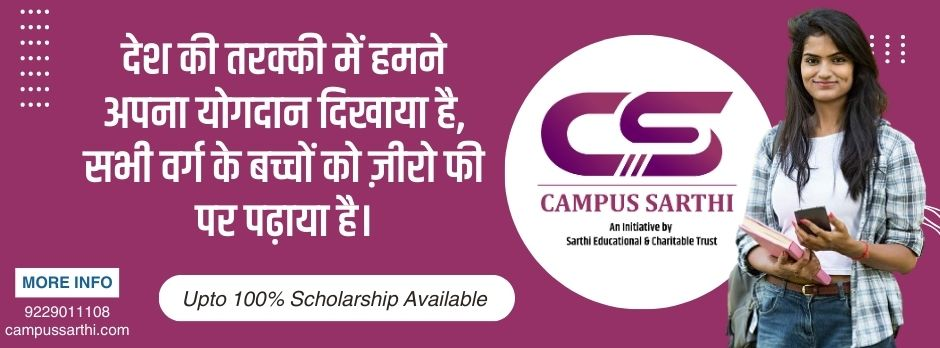 देश की तरक्की में हमने
अपना योगदान दिखाया है,
सभी वर्ग के बच्चों को ज़ीरो फी
पर पढ़ाया है।
CS
CAMPUS SARTHI
An Initiative by
Sarthi Educational & Charitable Trust
MORE INFO
9229011108
campussarthi.com
Upto 100% Scholarship Available